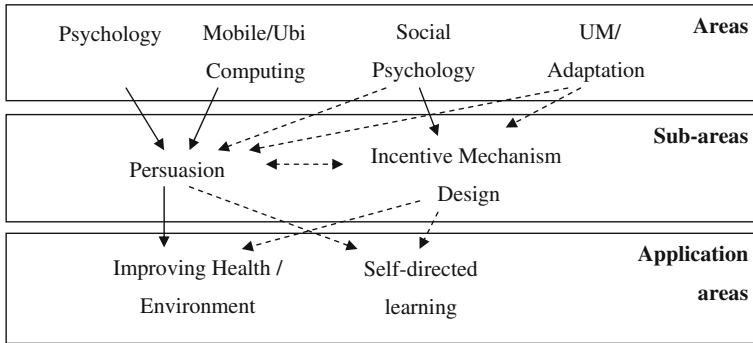 Areas
Psychology
Mobile/Ubi
Computing
Social
Psychology
UM/
Adaptation
Sub-areas
Persuasion
Incentive Mechanism
Design
Application
areas
Improving Health /
Environment
Self-directed
learning